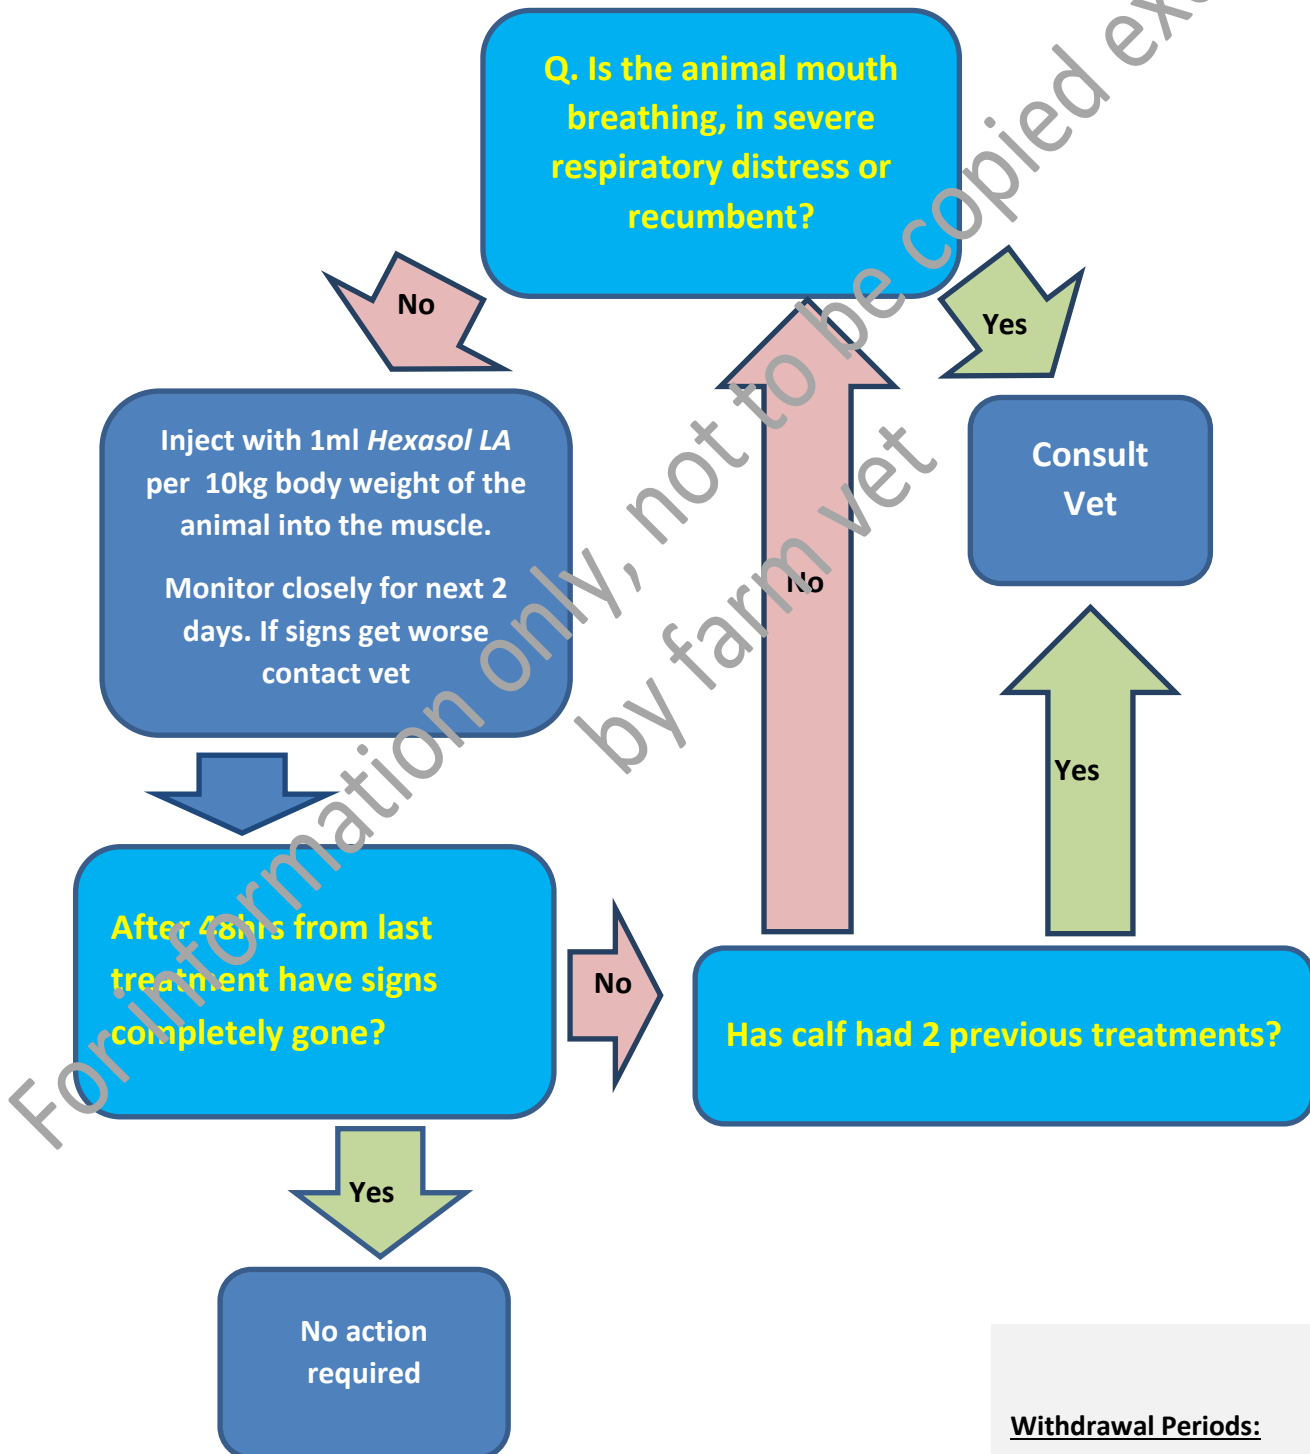 Q. Is the animal mouth
breathing, in severe
respiratory distress or
recumbent?
No
Yes
Inject with 1ml Hexasol LA
per 10kg body weight of the
animal into the muscle.
Monitor closely for next 2
days. If signs get worse
contact vet
Consult
Vet
No
Yes
After 48hrs from last
treatment have signs
completely gone?
No
Has calf had 2 previous treatments?
Yes
No action
required
Withdrawal Periods:
For information only, not to be copied
by farm vet